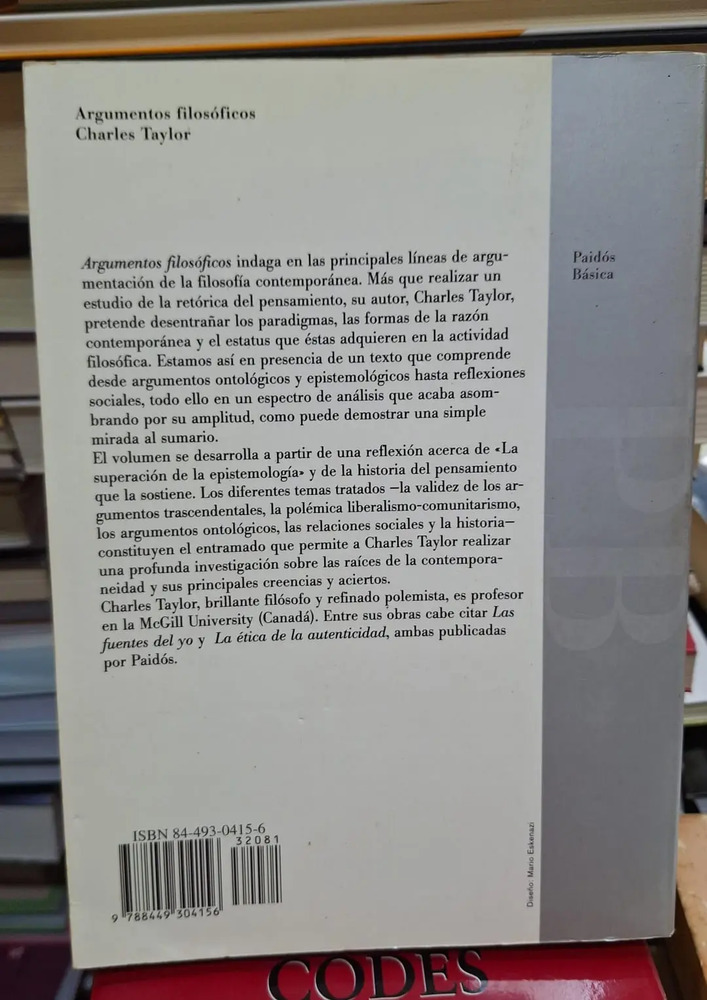 Argumentos filosóficos
Charles Taylor
Argumentos filosóficos indaga en las principales líneas de argu-
mentación de la filosofía contemporánea. Más que realizar un
estudio de la retórica del pensamiento, su autor, Charles Taylor,
pretende desentrañar los paradigmas, las formas de la razón
contemporánea y el estatus que éstas adquieren en la actividad
filosófica. Estamos así en presencia de un texto que comprende
desde argumentos ontológicos y epistemológicos hasta reflexiones
sociales, todo ello en un espectro de análisis que acaba asom-
brando por su amplitud, como puede demostrar una simple
mirada al sumario.
El volumen se desarrolla a partir de una reflexión acerca de «La
superación de la epistemología» y de la historia del pensamiento
que la sostiene. Los diferentes temas tratados —la validez de los ar-
gumentos trascendentales, la polémica liberalismo-comunitarismo,
los argumentos ontológicos, las relaciones sociales y la historia—
constituyen el entramado que permite a Charles Taylor realizar
una profunda investigación sobre las raíces de la contempora-
neidad y sus principales creencias y aciertos.
Charles Taylor, brillante filósofo y refinado polemista, es profesor
en la McGill University (Canadá). Entre sus obras cabe citar Las
fuentes del yo y La ética de la autenticidad, ambas publicadas
por Paidós.
Paidós
Básica
PB
ISBN 84-493-0415-6
32081
9 788449 304156
Diseño: Mario Eskenazi
CODES